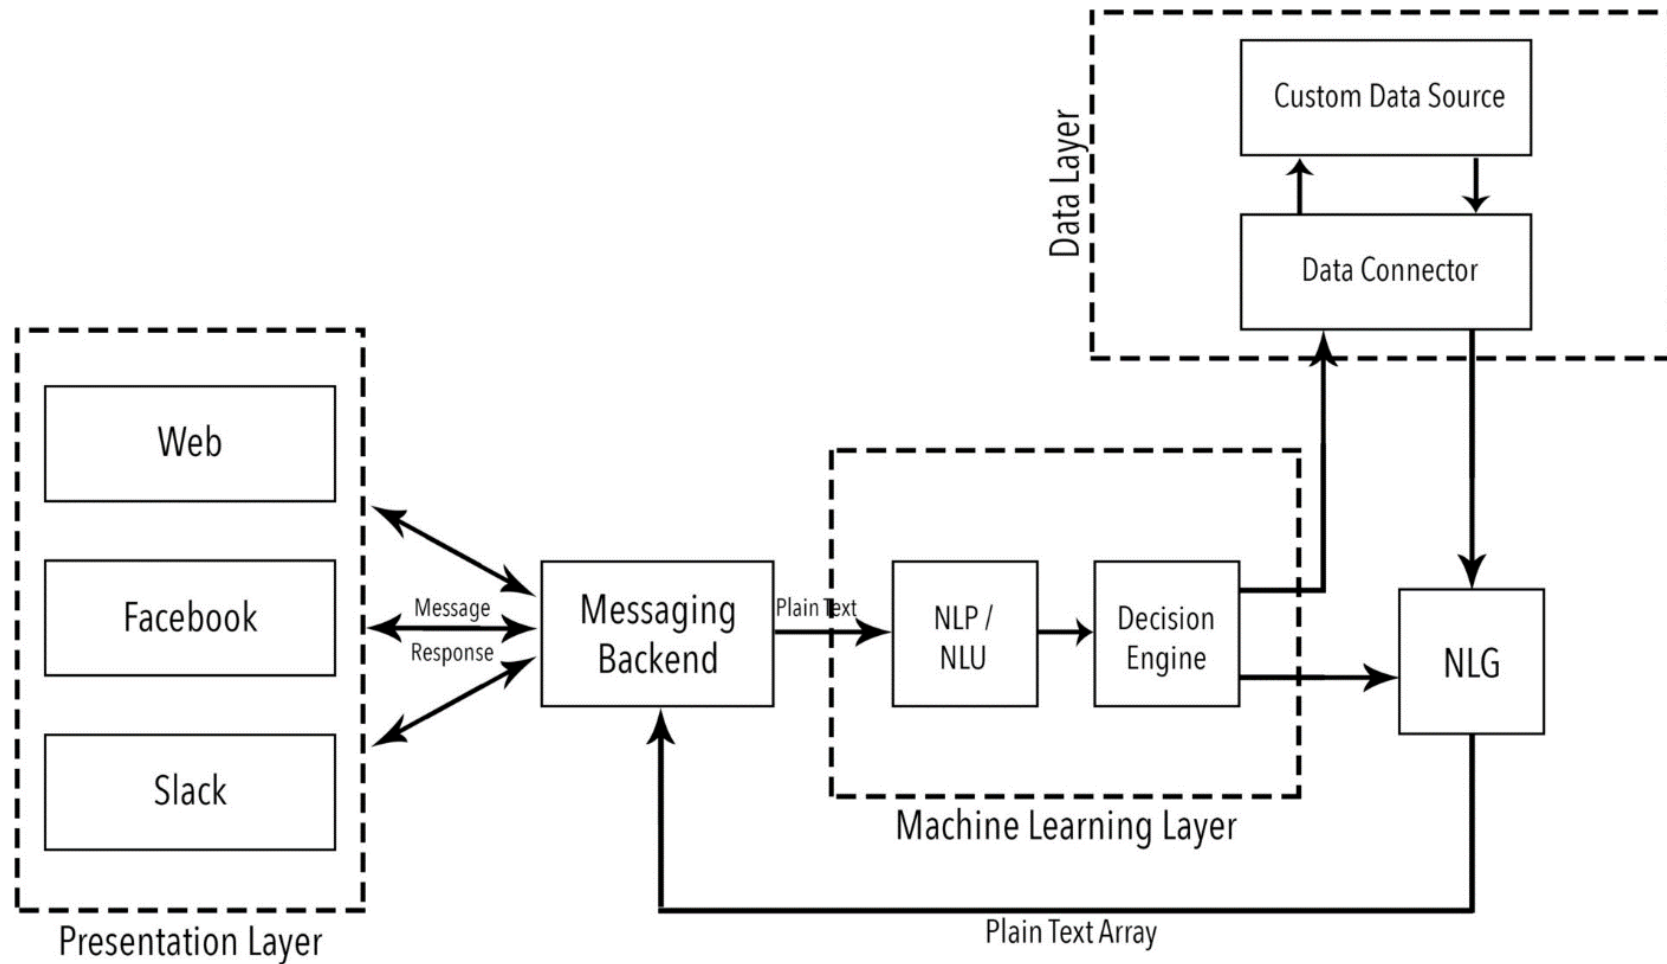 Custom Data Source
Data Layer
Data Connector
Web
Facebook
Slack
Presentation Layer
Message
Response
Messaging
Backend
Plain Text
NLP /
NLU
Decision
Engine
Machine Learning Layer
NLG
Plain Text Array